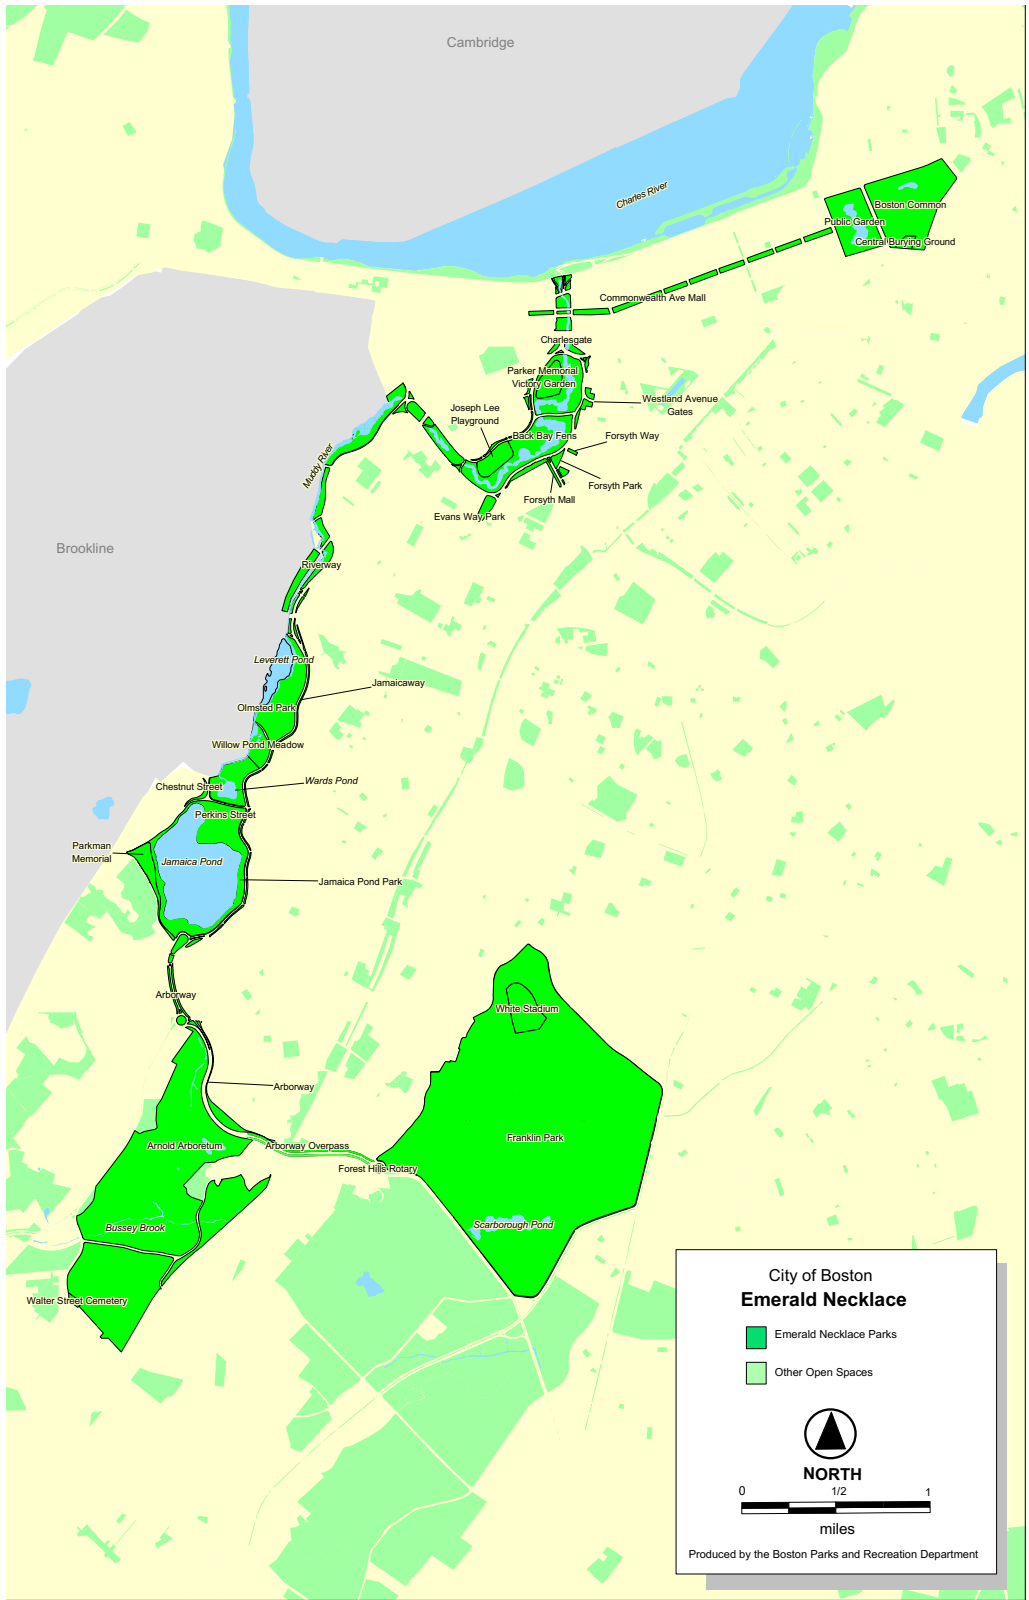 Cambridge
Charles River
Boston Common
Public Garden
Central Burying Ground
Commonwealth Ave Mall
Charlesgate
Parker Memorial
Victory Garden
Westland Avenue
Gates
Joseph Lee
Playground
Back Bay Fens
Forsyth Way
Muddy River
Forsyth Park
Forsyth Mall
Evans Way Park
Brookline
Riverway
Leverett Pond
Jamaicaway
Olmsted Park
Willow Pond Meadow
Wards Pond
Chestnut Street
Perkins Street
Parkman
Memorial
Jamaica Pond
Jamaica Pond Park
Arborway
White Stadium
Arborway
Franklin Park
Arnold Arboretum
Arborway Overpass
Forest Hills Rotary
Scarborough Pond
Bussey Brook
Walter Street Cemetery
City of Boston
Emerald Necklace
Emerald Necklace Parks
Other Open Spaces
NORTH
0 1/2 1
miles
Produced by the Boston Parks and Recreation Department